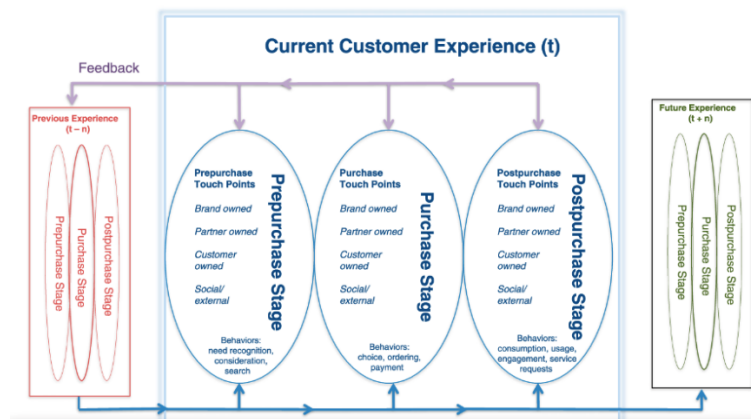 Current Customer Experience (t)
Feedback
Previous Experience
(t – n)
Prepurchase Stage
Purchase Stage
Postpurchase Stage
Prepurchase
Touch Points
Brand owned
Partner owned
Customer
owned
Social/
external
Prepurchase Stage
Behaviors:
need recognition,
consideration,
search
Purchase
Touch Points
Brand owned
Partner owned
Customer
owned
Social/
external
Purchase Stage
Behaviors:
choice, ordering,
payment
Postpurchase
Touch Points
Brand owned
Partner owned
Customer
owned
Social/
external
Postpurchase Stage
Behaviors:
consumption, usage,
engagement, service
requests
Future Experience
(t + n)
Prepurchase Stage
Purchase Stage
Postpurchase Stage